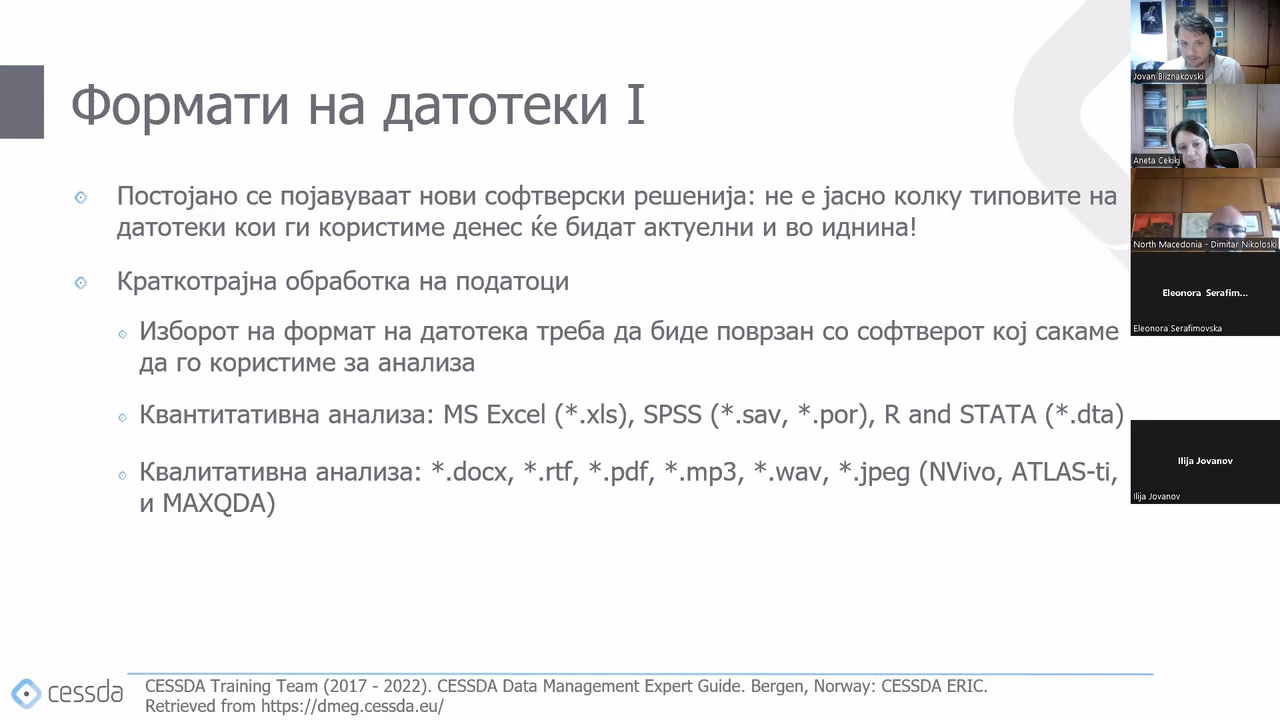 Формати на датотеки I
Постојано се појавуваат нови софтверски решенија: не е јасно колку типовите на
датотеки кои ги користиме денес ќе бидат актуелни и во иднина!
Краткотрајна обработка на податоци
Изборот на формат на датотека треба да биде поврзан со софтверот кој сакаме
да го користиме за анализа
Квантитативна анализа: MS Excel (*.xls), SPSS (*.sav, *.por), R and STATA (*.dta)
Квалитативна анализа: *.docx, *.rtf, *.pdf, *.mp3, *.wav, *.jpeg (NVivo, ATLAS-ti,
и MAXQDA)
cessda
CESSDA Training Team (2017 - 2022). CESSDA Data Management Expert Guide. Bergen, Norway: CESSDA ERIC.
Retrieved from https://dmeg.cessda.eu/
Jovan Bliznakovski
Aneta Cekikj
North Macedonia - Dimitar Nikoloski
Eleonora Serafim...
Eleonora Serafimovska
Ilija Jovanov
Ilija Jovanov